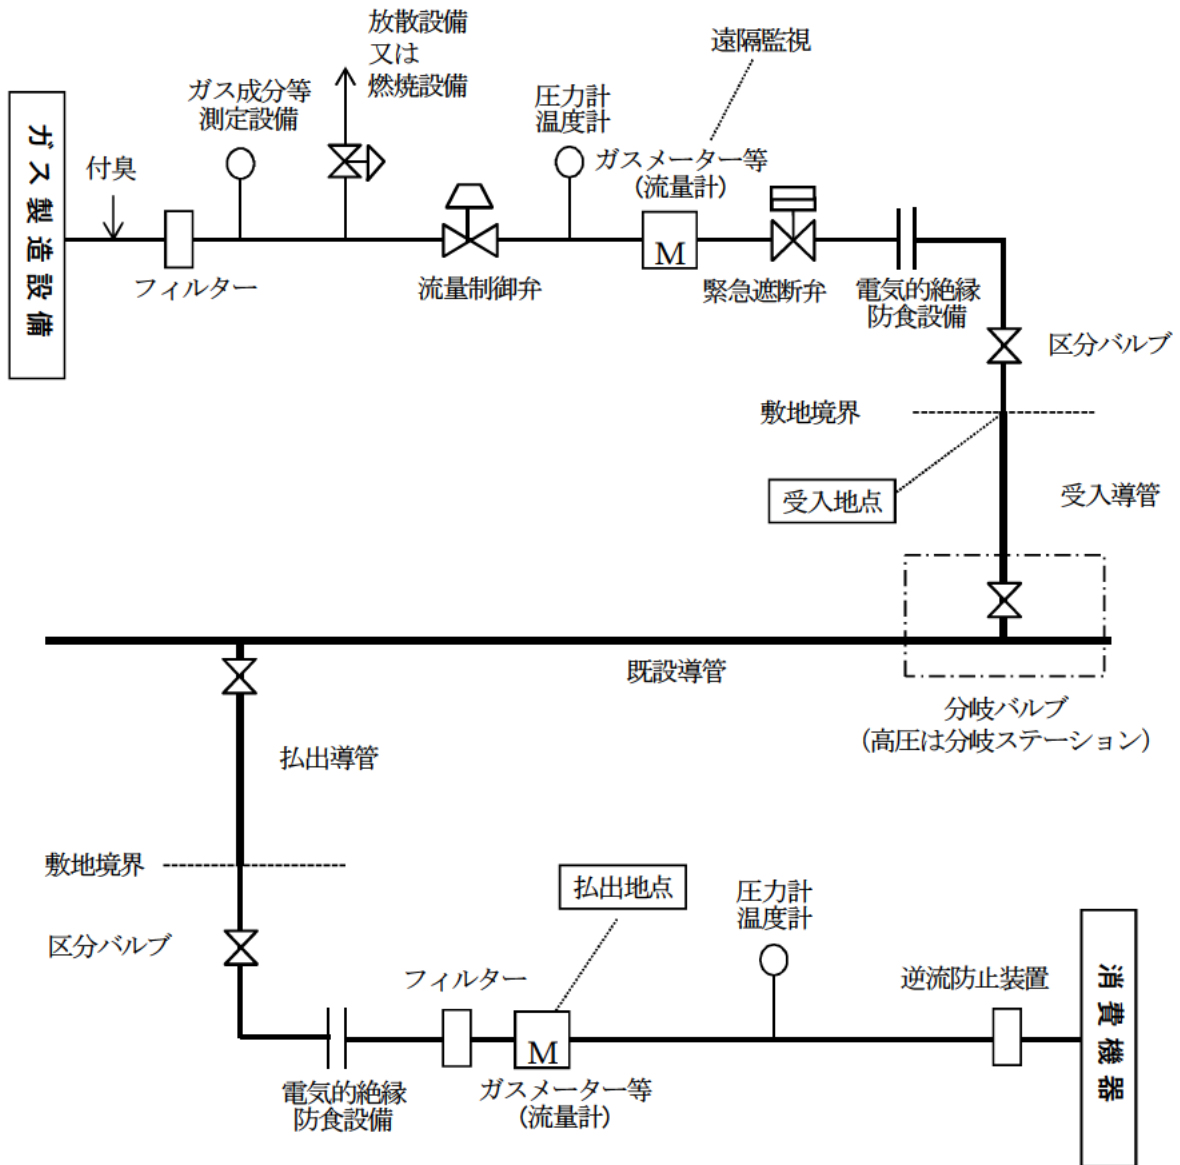 放散設備
又は
燃焼設備
遠隔監視
ガス成分等
測定設備
圧力計
温度計
ガス製造設備
付臭
ガスメーター等
(流量計)
M
フィルター
流量制御弁
緊急遮断弁
電気的絶縁
防食設備
区分バルブ
敷地境界
受入地点
受入導管
既設導管
分岐バルブ
(高圧は分岐ステーション)
払出導管
敷地境界
払出地点
圧力計
温度計
区分バルブ
フィルター
逆流防止装置
消費機器
M
電気的絶縁
防食設備
ガスメーター等
(流量計)